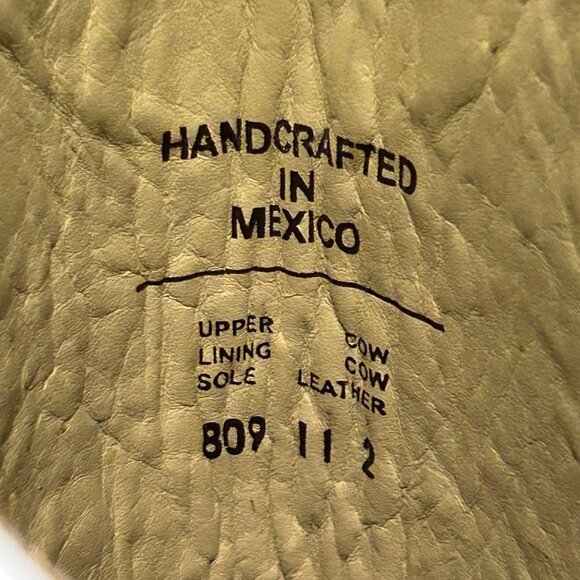 HANDCRAFTED
IN
MEXICO
UPPER COW
LINING COW
SOLE LEATHER
809 11 2